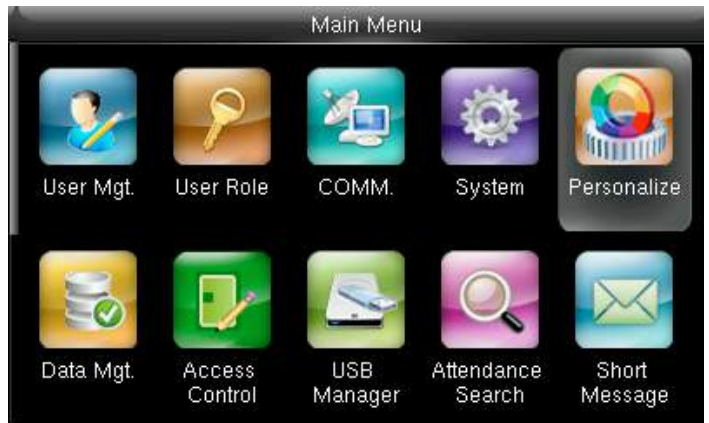 Main Menu
User Mgt.
User Role
COMM.
System
Personalize
Data Mgt.
Access
Control
USB
Manager
Attendance
Search
Short
Message